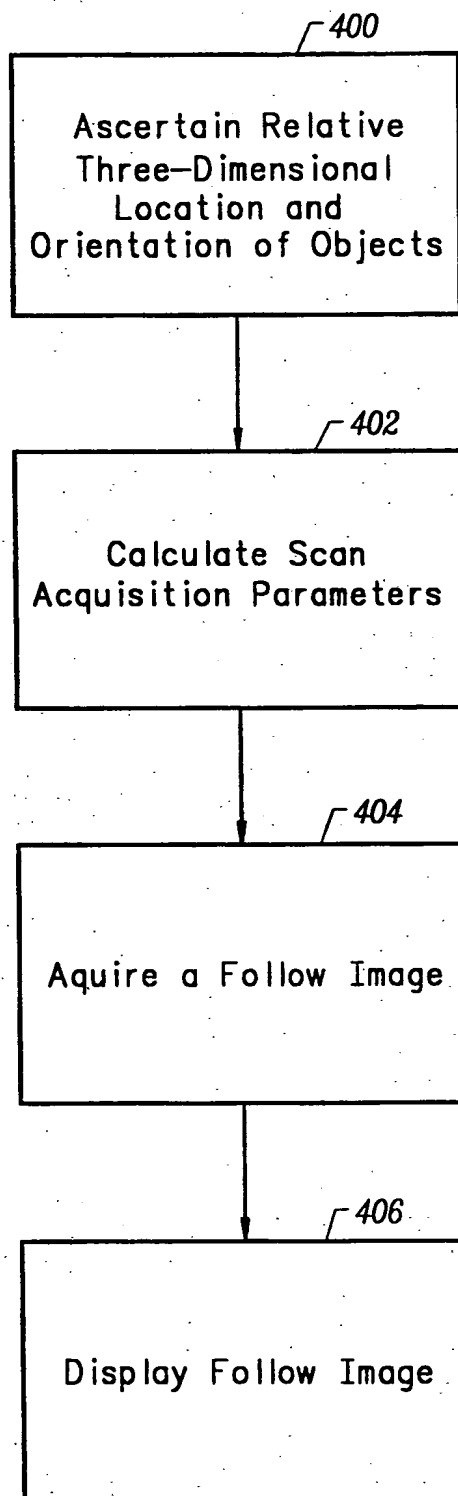 400
Ascertain Relative
Three-Dimensional
Location and
Orientation of Objects
402
Calculate Scan
Acquisition Parameters
404
Aquire a Follow Image
406
Display Follow Image